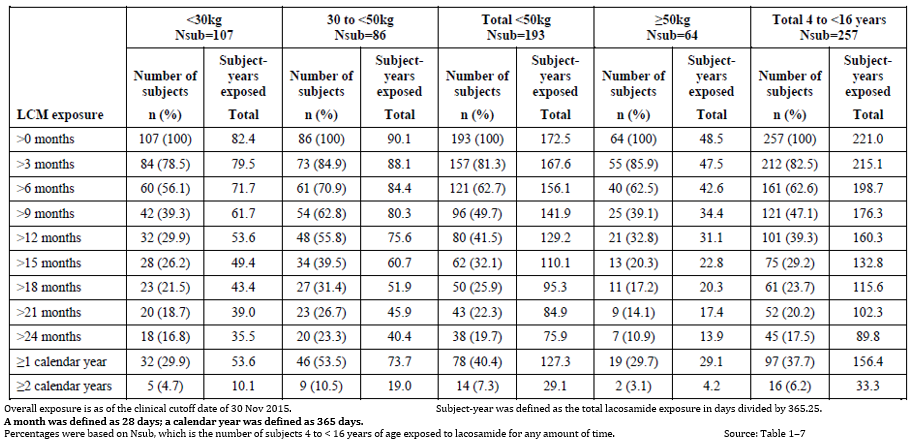 <30kg 30 to <50kg Total <50kg ≥50kg Total 4 to <16 years
Nsub=107 Nsub=86 Nsub=193 Nsub=64 Nsub=257
Subject- Subject- Subject- Subject- Subject-
Number of years Number of years Number of years Number of years Number of years
subjects exposed subjects exposed subjects exposed subjects exposed subjects exposed
LCM exposure n (%) Total n (%) Total n (%) Total n (%) Total n (%) Total
>0 months 107 (100) 82.4 86 (100) 90.1 193 (100) 172.5 64 (100) 48.5 257 (100) 221.0
>3 months 84 (78.5) 79.5 73 (84.9) 88.1 157 (81.3) 167.6 55 (85.9) 47.5 212 (82.5) 215.1
>6 months 60 (56.1) 71.7 61 (70.9) 84.4 121 (62.7) 156.1 40 (62.5) 42.6 161 (62.6) 198.7
>9 months 42 (39.3) 61.7 54 (62.8) 80.3 96 (49.7) 141.9 25 (39.1) 34.4 121 (47.1) 176.3
>12 months 32 (29.9) 53.6 48 (55.8) 75.6 80 (41.5) 129.2 21 (32.8) 31.1 101 (39.3) 160.3
>15 months 28 (26.2) 49.4 34 (39.5) 60.7 62 (32.1) 110.1 13 (20.3) 22.8 75 (29.2) 132.8
>18 months 23 (21.5) 43.4 27 (31.4) 51.9 50 (25.9) 95.3 11 (17.2) 20.3 61 (23.7) 115.6
>21 months 20 (18.7) 39.0 23 (26.7) 45.9 43 (22.3) 84.9 9 (14.1) 17.4 52 (20.2) 102.3
>24 months 18 (16.8) 35.5 20 (23.3) 40.4 38 (19.7) 75.9 7 (10.9) 13.9 45 (17.5) 89.8
≥1 calendar year 32 (29.9) 53.6 46 (53.5) 73.7 78 (40.4) 127.3 19 (29.7) 29.1 97 (37.7) 156.4
≥2 calendar years 5 (4.7) 10.1 9 (10.5) 19.0 14 (7.3) 29.1 2 (3.1) 4.2 16 (6.2) 33.3
Overall exposure is as of the clinical cutoff date of 30 Nov 2015. Subject-year was defined as the total lacosamide exposure in days divided by 365.25.
A month was defined as 28 days; a calendar year was defined as 365 days.
Percentages were based on Nsub, which is the number of subjects 4 to < 16 years of age exposed to lacosamide for any amount of time. Source: Table 1–7